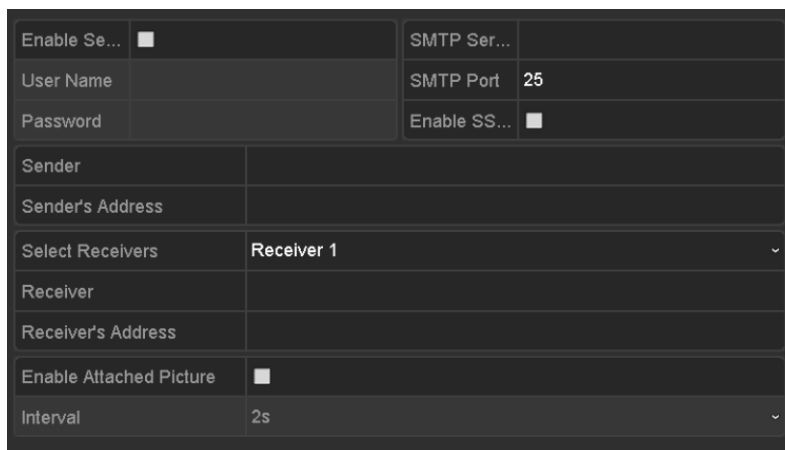 Enable Se... SMTP Ser...
User Name SMTP Port 25
Password Enable SS...
Sender
Sender's Address
Select Receivers Receiver 1
Receiver
Receiver's Address
Enable Attached Picture
Interval 2s